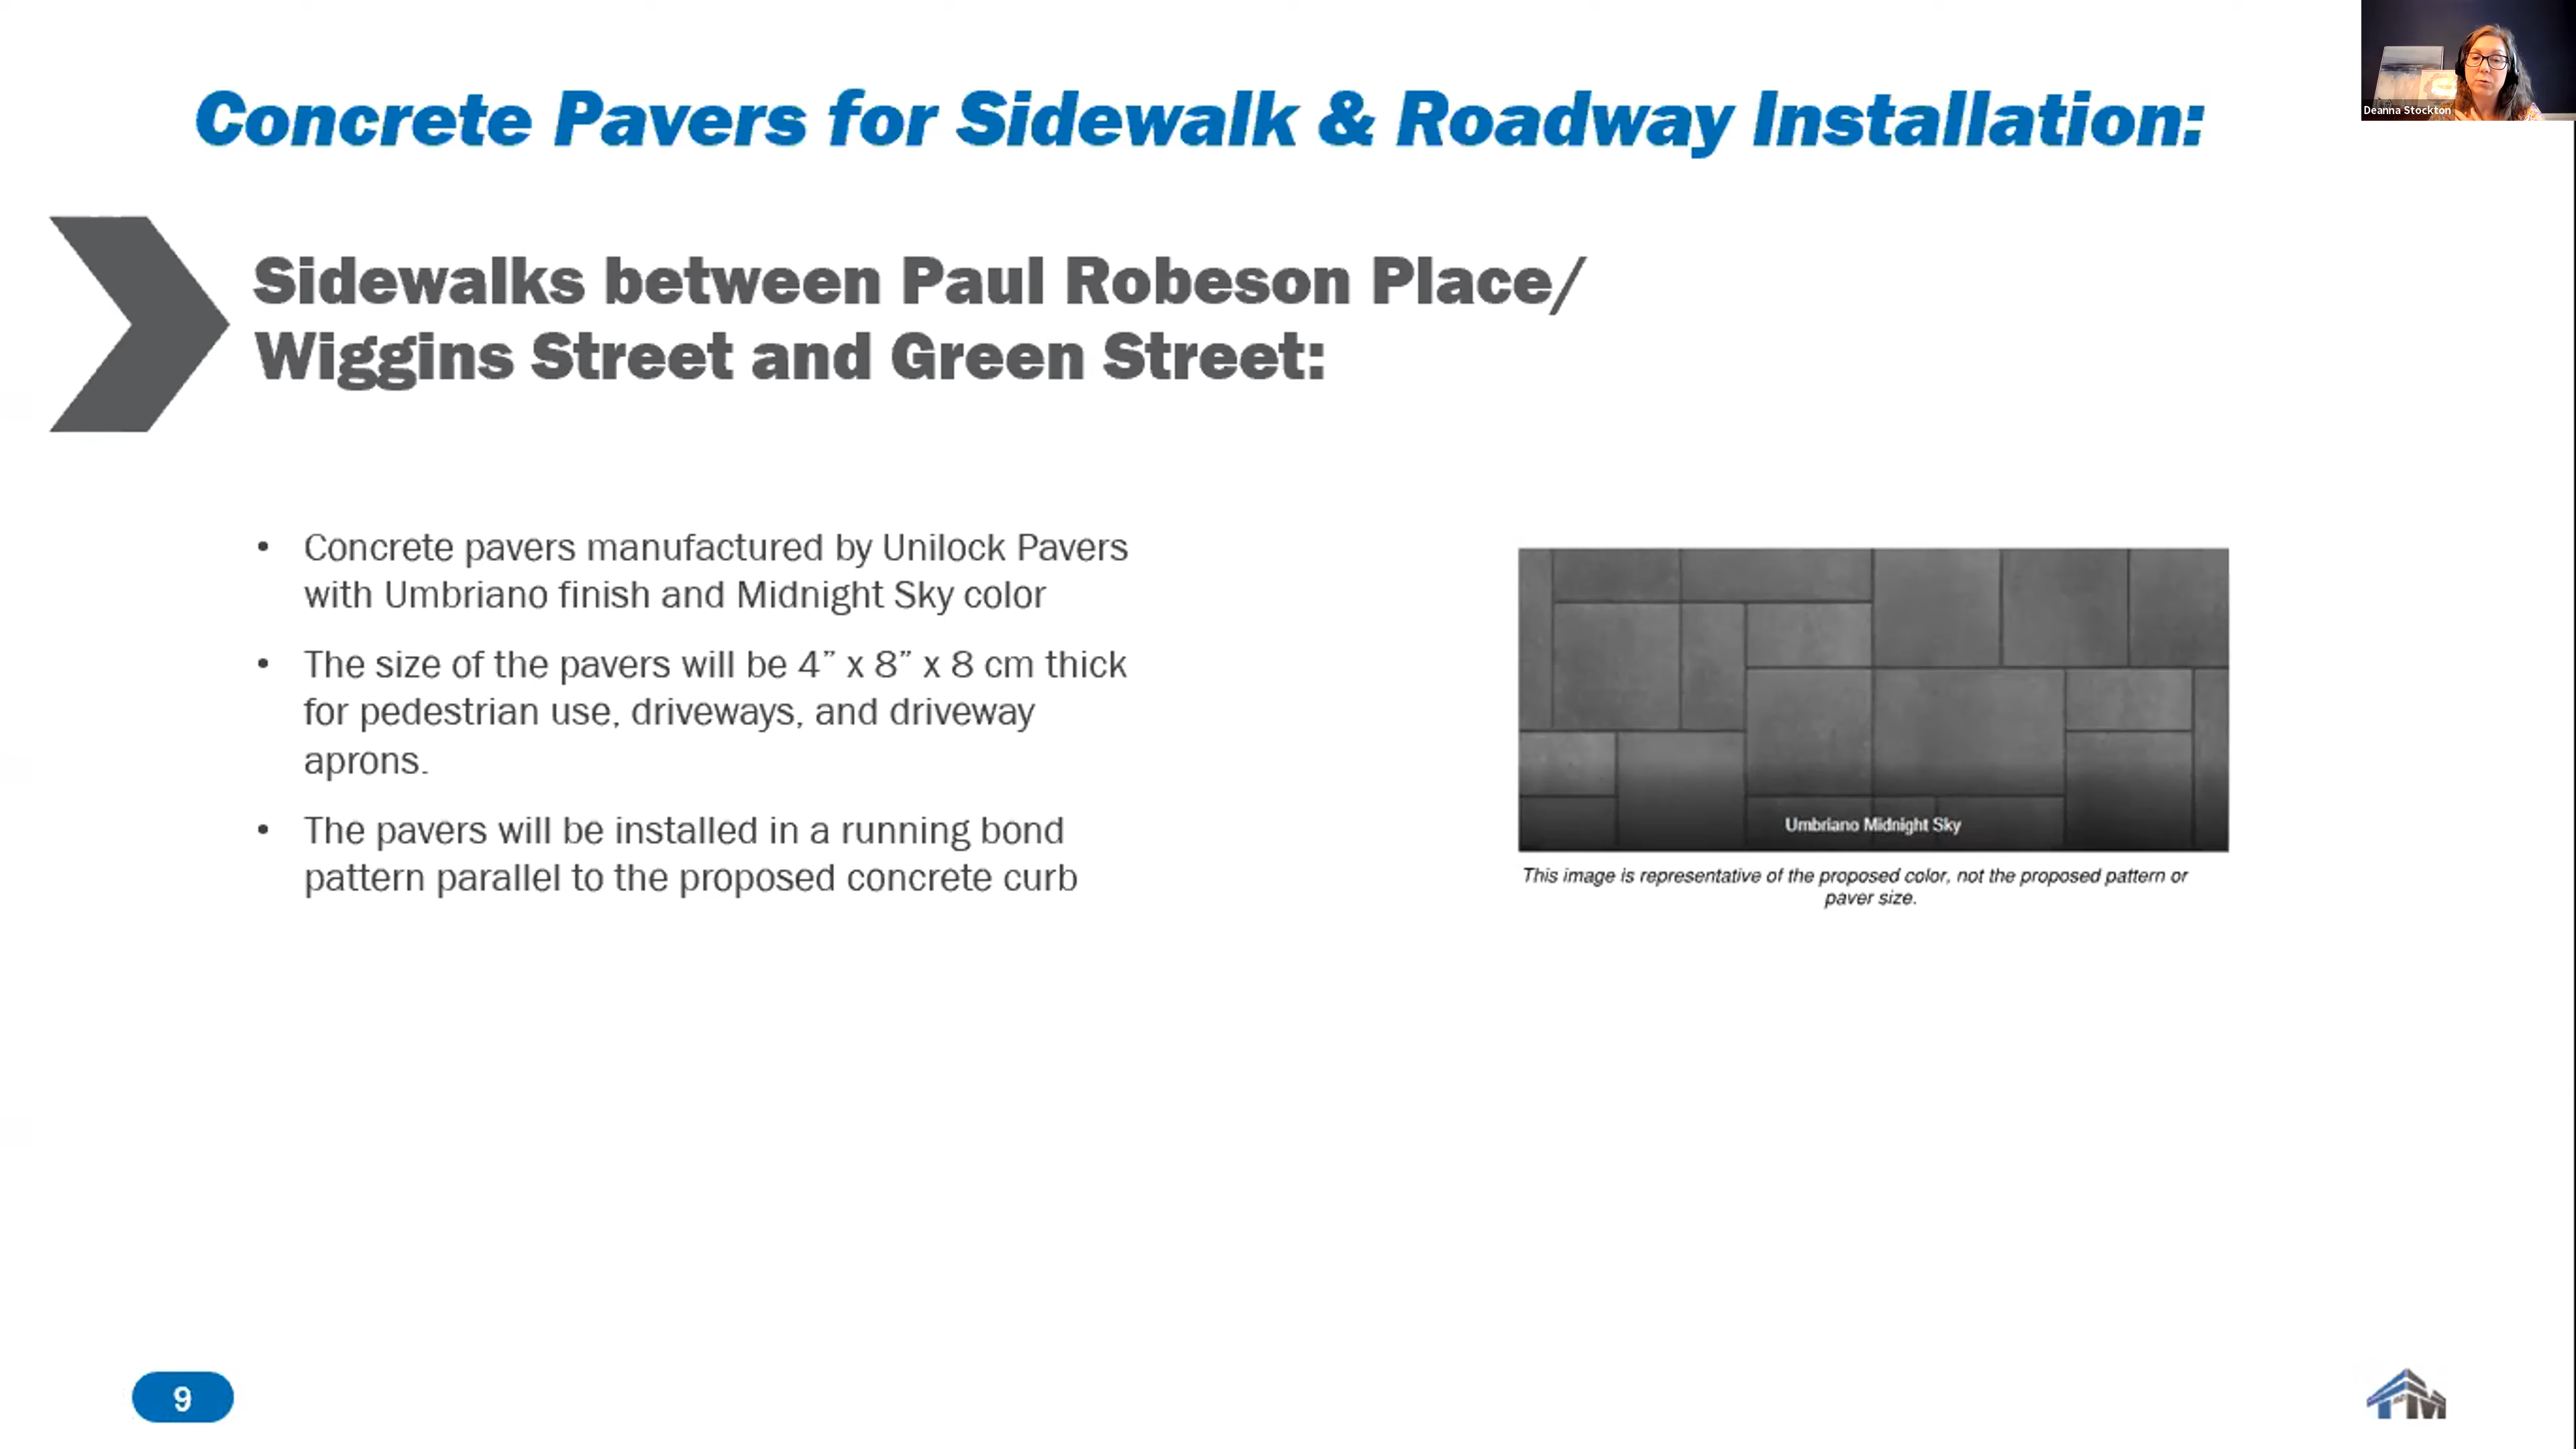 Deanna Stockton
Concrete Pavers for Sidewalk & Roadway Installation:
Sidewalks between Paul Robeson Place/
Wiggins Street and Green Street:
• Concrete pavers manufactured by Unilock Pavers
with Umbriano finish and Midnight Sky color
• The size of the pavers will be 4” x 8” x 8 cm thick
for pedestrian use, driveways, and driveway
aprons.
• The pavers will be installed in a running bond
pattern parallel to the proposed concrete curb
Umbriano Midnight Sky
This image is representative of the proposed color, not the proposed pattern or
paver size.
9